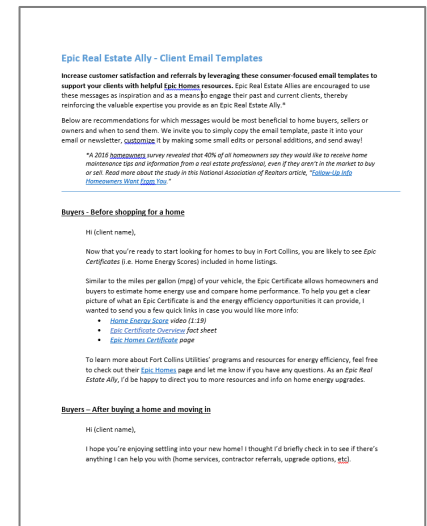 Epic Real Estate Ally - Client Email Templates
Increase customer satisfaction and referrals by leveraging these consumer-focused email templates to
support your clients with helpful Epic Homes resources. Epic Real Estate Allies are encouraged to use
these messages as inspiration and as a means to engage their past and current clients, thereby
reinforcing the valuable expertise you provide as an Epic Real Estate Ally.*
Below are recommendations for which messages would be most beneficial to home buyers, sellers or
owners and when to send them. We invite you to simply copy the email template, paste it into your
email or newsletter, customize it by making some small edits or personal additions, and send away!
*A 2016 homeowners survey revealed that 40% of all homeowners say they would like to receive home
maintenance tips and information from a real estate professional, even if they aren't in the market to buy
or sell. Read more about the study in this National Association of Realtors article, "Follow-Up Info
Homeowners Want From You."
Buyers - Before shopping for a home
Hi (client name),
Now that you're ready to start looking for homes to buy in Fort Collins, you are likely to see Epic
Certificates (i.e. Home Energy Scores) included in home listings.
Similar to the miles per gallon (mpg) of your vehicle, the Epic Certificate allows homeowners and
buyers to estimate home energy use and compare home performance. To help you get a clear
picture of what an Epic Certificate is and the energy efficiency opportunities it can provide, I
wanted to send you a few quick links in case you would like more info:
• Home Energy Score video (1:19)
• Epic Certificate Overview fact sheet
• Epic Homes Certificate page
To learn more about Fort Collins Utilities' programs and resources for energy efficiency, feel free
to check out their Epic Homes page and let me know if you have any questions. As an Epic Real
Estate Ally, I'd be happy to direct you to more resources and info on home energy upgrades.
Buyers – After buying a home and moving in
Hi (client name),
I hope you're enjoying settling into your new home! I thought I'd briefly check in to see if there's
anything I can help you with (home services, contractor referrals, upgrade options, etc).